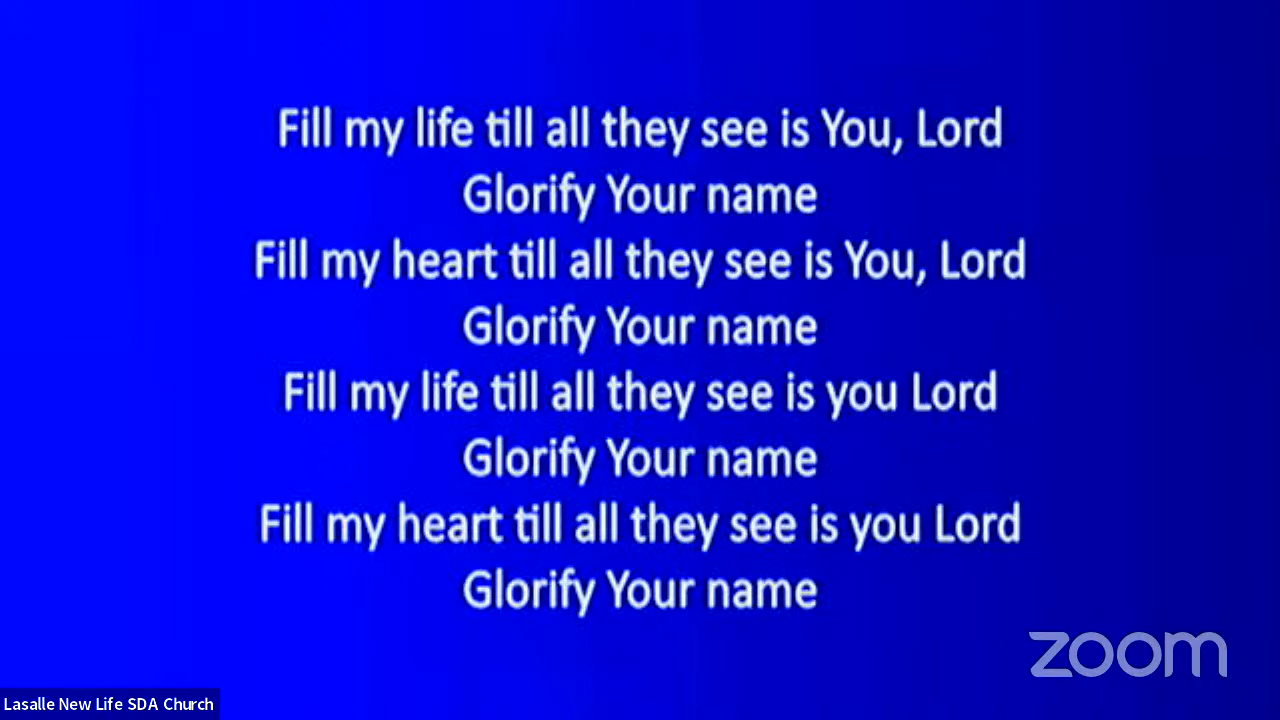 Fill my life till all they see is You, Lord
Glorify Your name
Fill my heart till all they see is You, Lord
Glorify Your name
Fill my life till all they see is you Lord
Glorify Your name
Fill my heart till all they see is you Lord
Glorify Your name
zoom
Lasalle New Life SDA Church